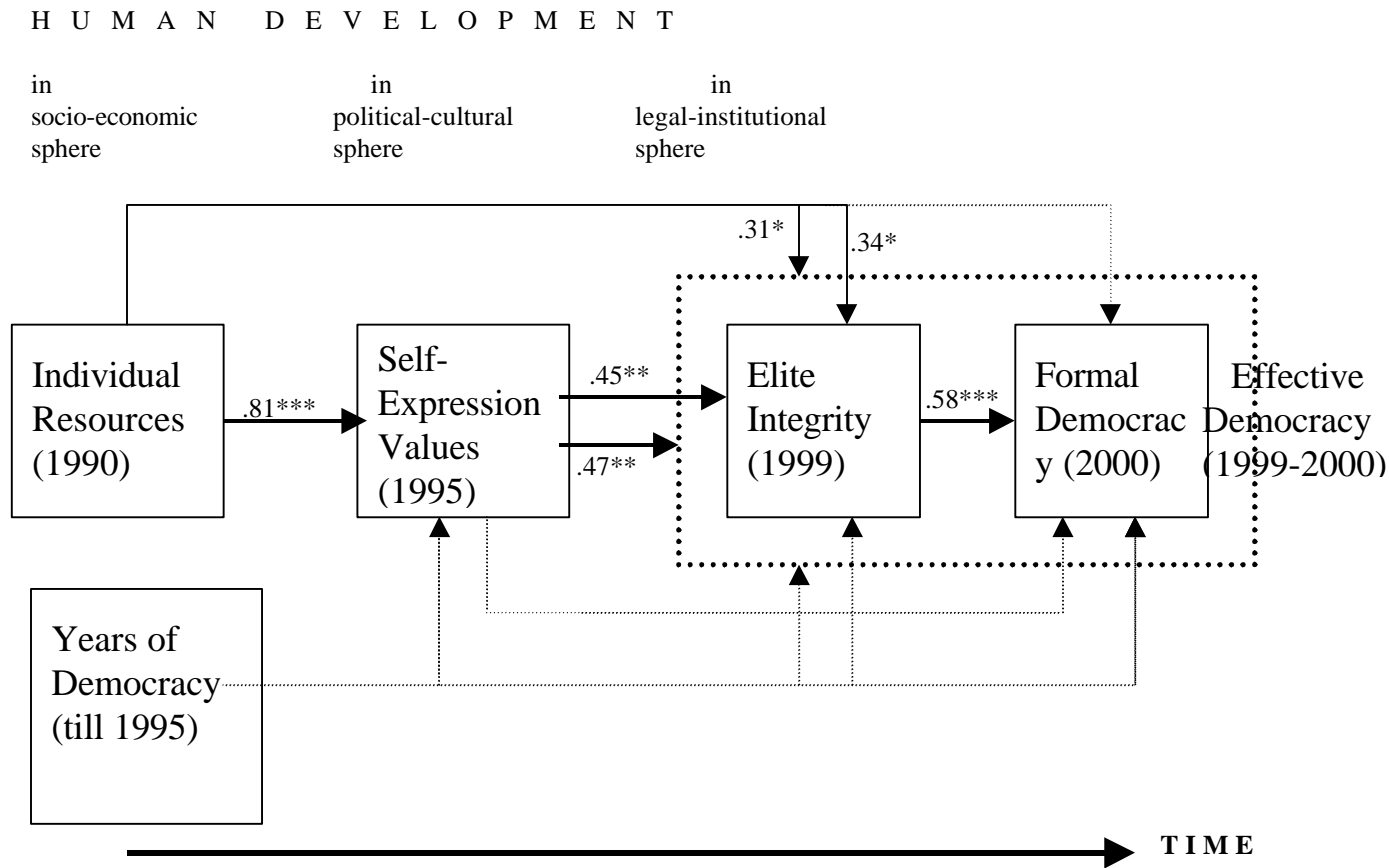 H U M A N D E V E L O P M E N T
in
socio-economic
sphere
in
political-cultural
sphere
in
legal-institutional
sphere
.31*
.34*
Individual
Resources
(1990)
.81***
Self-
Expression
Values
(1995)
.45**
.47**
Elite
Integrity
(1999)
.58***
Formal
Democrac
y (2000)
Effective
Democracy
(1999-2000)
Years of
Democracy
(till 1995)
T I M E